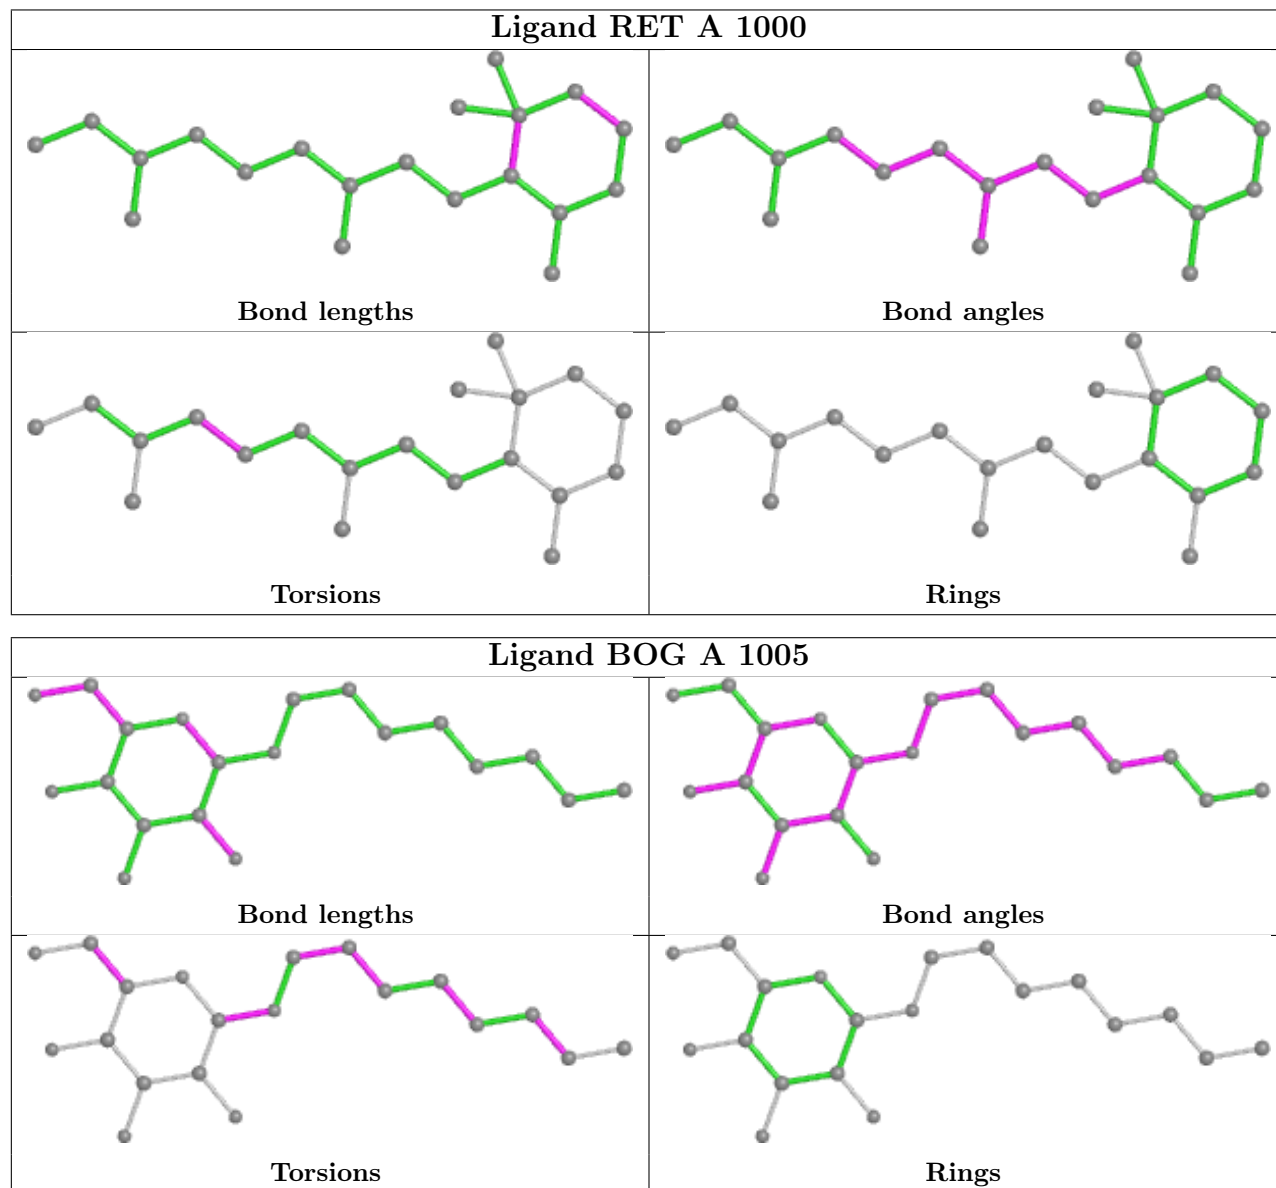 Ligand RET A 1000
Bond lengths
Bond angles
Torsions
Rings
Ligand BOG A 1005
Bond lengths
Bond angles
Torsions
Rings